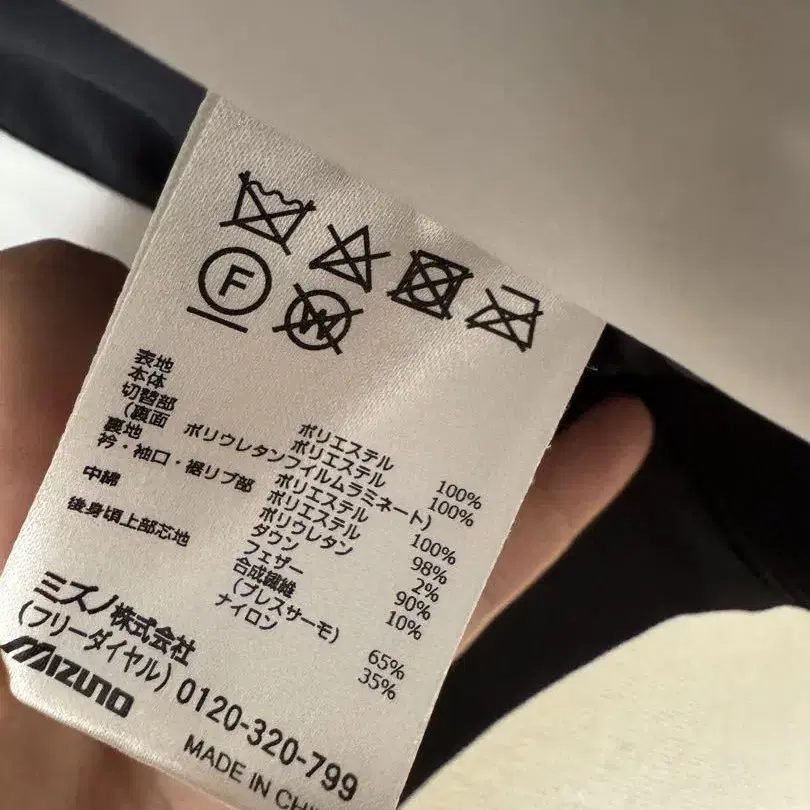 F W
表地
本体 ポリエステル 100%
切替部 ポリエステル 100%
(裏面 ポリウレタンフィルムラミネート)
裏地 ポリエステル 100%
衿・袖口・裾リブ部 ポリエステル 98%
ポリウレタン 2%
中綿 ダウン 90%
フェザー 10%
後身頃上部芯地 合成繊維
(ブレスサーモ) 65%
ナイロン 35%
ミズノ株式会社
(フリーダイヤル) 0120-320-799
MIZUNO
MADE IN CHI